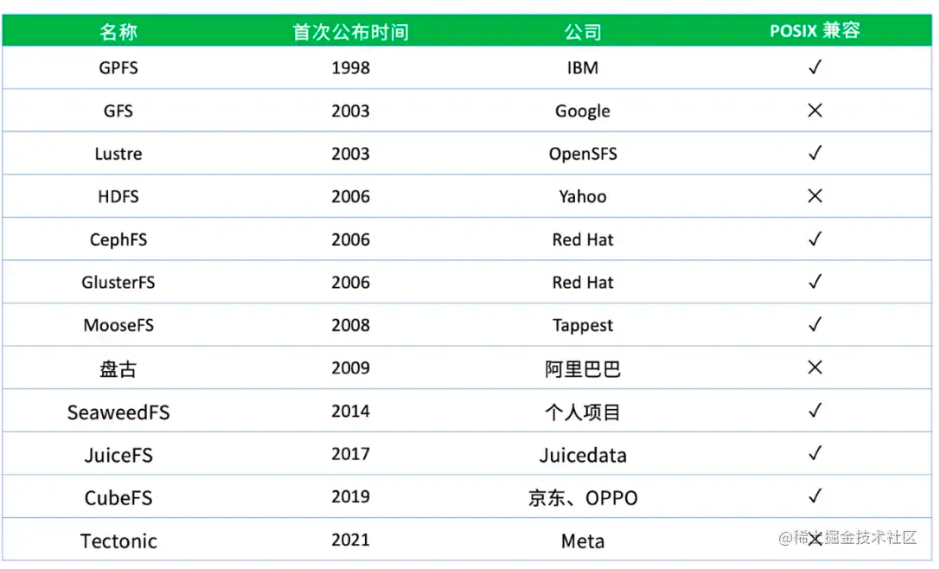 名称 首次公布时间 公司 POSIX 兼容
GPFS 1998 IBM ✓
GFS 2003 Google ✕
Lustre 2003 OpenSFS ✓
HDFS 2006 Yahoo ✕
CephFS 2006 Red Hat ✓
GlusterFS 2006 Red Hat ✓
MooseFS 2008 Tappest ✓
盘古 2009 阿里巴巴 ✕
SeaweedFS 2014 个人项目 ✓
JuiceFS 2017 Juicedata ✓
CubeFS 2019 京东、OPPO ✓
Tectonic 2021 Meta ✕
@稀土掘金技术社区